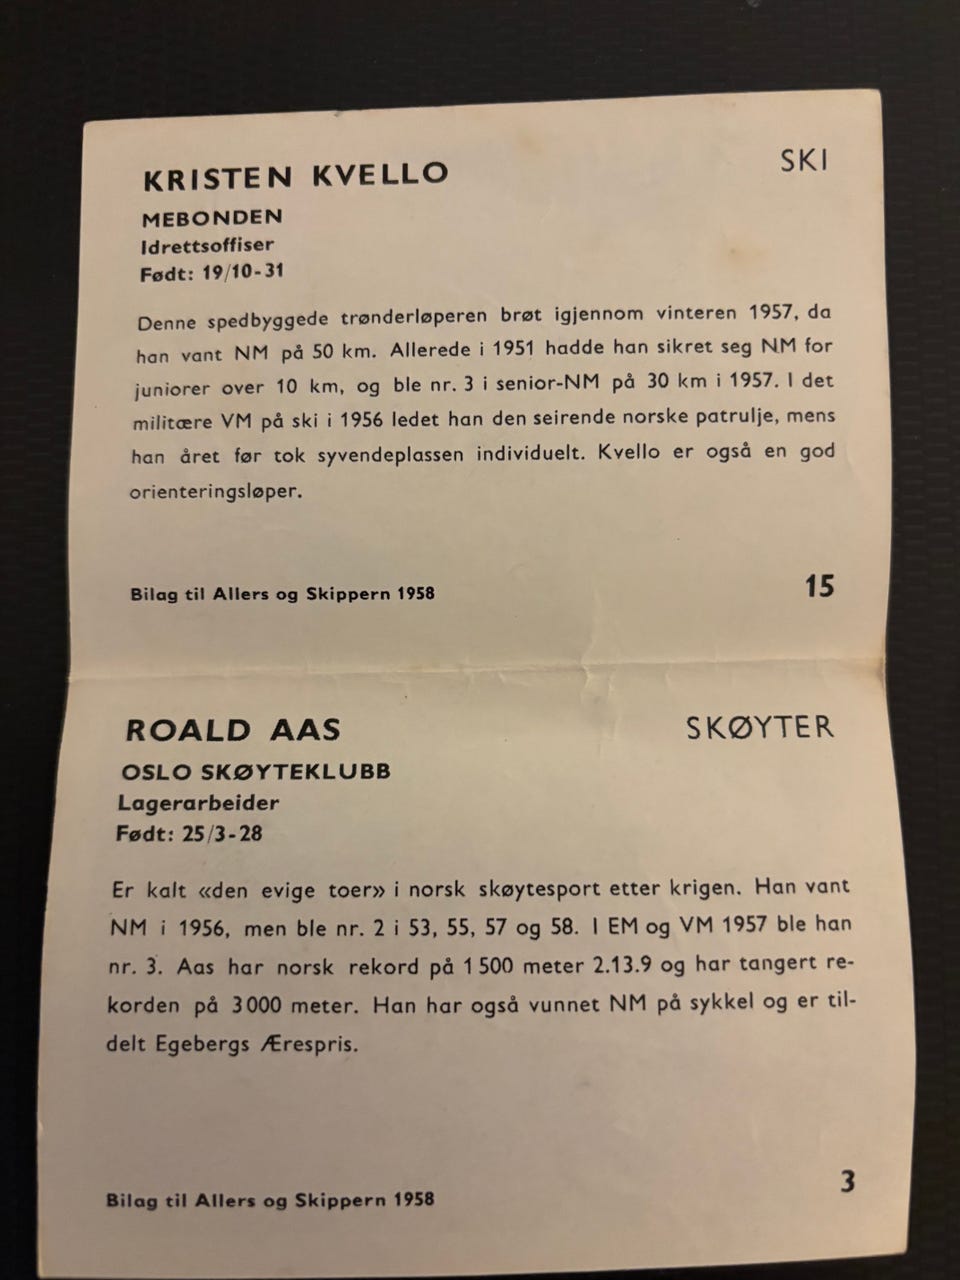 KRISTEN KVELLO
SKI
MEBONDEN
Idrettsoffiser
Født: 19/10-31
Denne spedbyggede trønderløperen brøt igjennom vinteren 1957, da
han vant NM på 50 km. Allerede i 1951 hadde han sikret seg NM for
juniorer over 10 km, og ble nr. 3 i senior-NM på 30 km i 1957. I det
militære VM på ski i 1956 ledet han den seirende norske patrulje, mens
han året før tok syvendeplassen individuelt. Kvello er også en god
orienteringsløper.
Bilag til Allers og Skippern 1958
15
ROALD AAS
SKØYTER
OSLO SKØYTEKLUBB
Lagerarbeider
Født: 25/3-28
Er kalt «den evige toer» i norsk skøytesport etter krigen. Han vant
NM i 1956, men ble nr. 2 i 53, 55, 57 og 58. I EM og VM 1957 ble han
nr. 3. Aas har norsk rekord på 1 500 meter 2.13.9 og har tangert re-
korden på 3 000 meter. Han har også vunnet NM på sykkel og er til-
delt Egebergs Ærespris.
Bilag til Allers og Skippern 1958
3